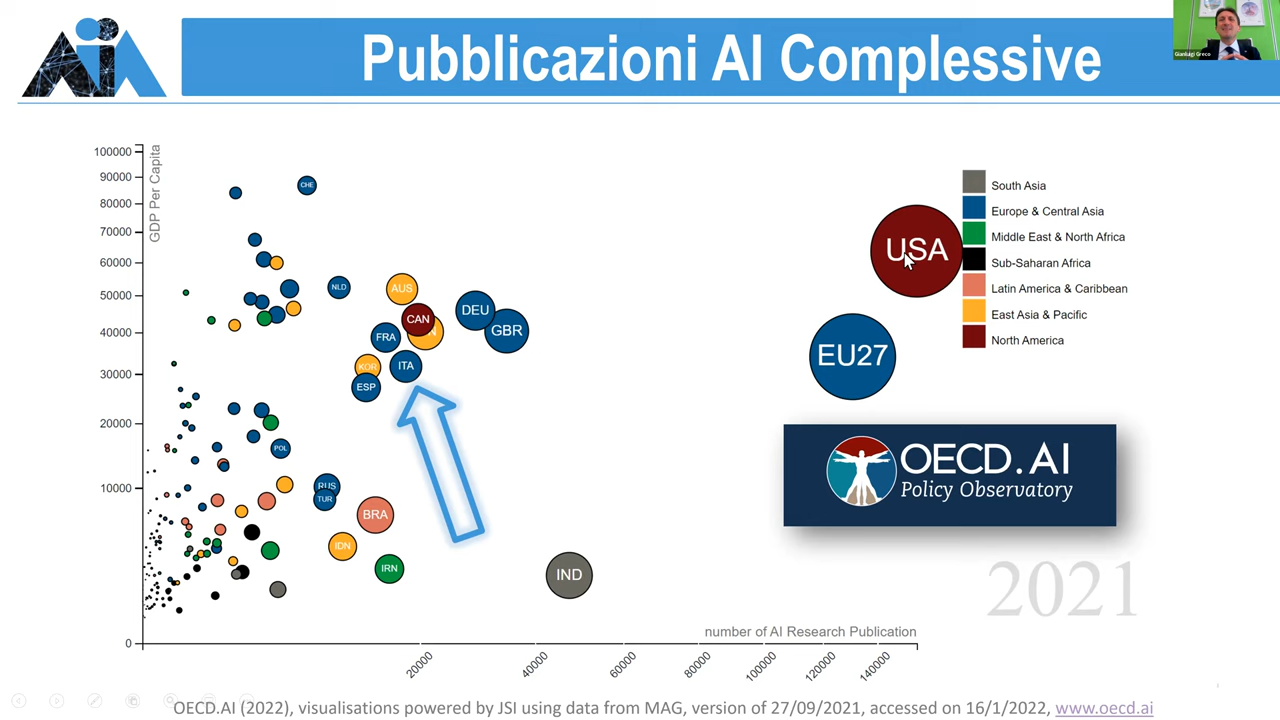 AIA
Pubblicazioni AI Complessive
Gianluigi Greco
GDP Per Capita
100000
90000
80000
70000
60000
50000
40000
30000
20000
10000
0
CHE
NLD
AUS
CAN
DEU
GBR
FRA
ITA
KOR
ESP
POL
RUS
TUR
BRA
IDN
IRN
IND
USA
EU27
South Asia
Europe & Central Asia
Middle East & North Africa
Sub-Saharan Africa
Latin America & Caribbean
East Asia & Pacific
North America
OECD.AI
Policy Observatory
2021
number of AI Research Publication
20000
40000
60000
80000
100000
120000
140000
OECD.AI (2022), visualisations powered by JSI using data from MAG, version of 27/09/2021, accessed on 16/1/2022, www.oecd.ai